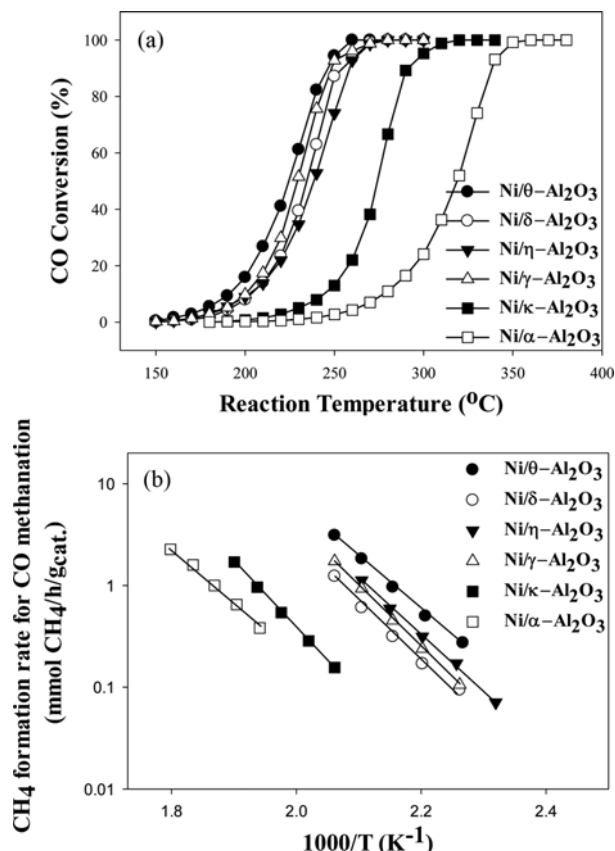 (a)
CO Conversion (%)
100
80
60
40
20
0
Ni/θ−Al2O3
Ni/δ−Al2O3
Ni/η−Al2O3
Ni/γ−Al2O3
Ni/κ−Al2O3
Ni/α−Al2O3
150 200 250 300 350 400
Reaction Temperature (⁰C)
(b)
CH4 formation rate for CO methanation
(mmol CH4/h/gcat.)
10
1
0.1
0.01
Ni/θ−Al2O3
Ni/δ−Al2O3
Ni/η−Al2O3
Ni/γ−Al2O3
Ni/κ−Al2O3
Ni/α−Al2O3
1.8 2.0 2.2 2.4
1000/T (K-1)